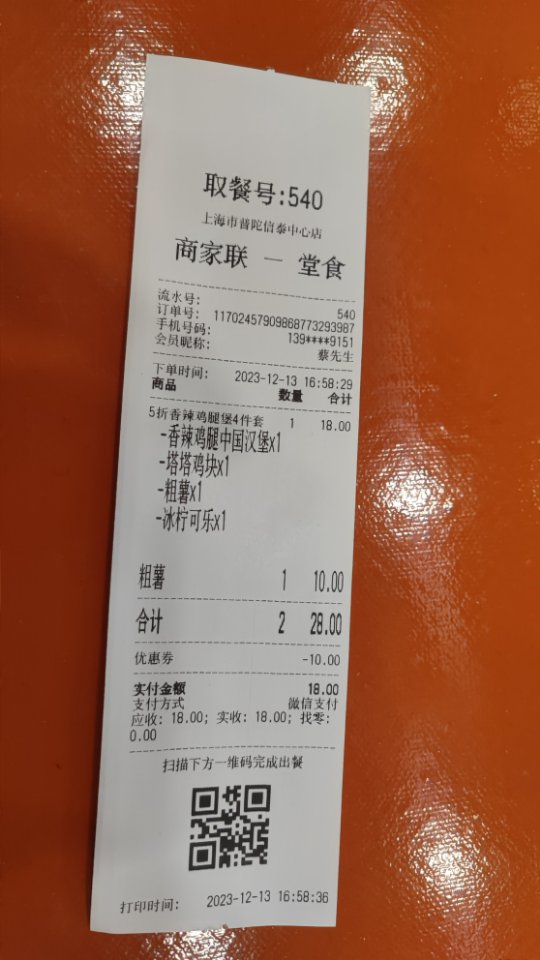 取餐号:540
上海市普陀信泰中心店
商家联 — 堂食
流水号: 540
订单号: 11702457909868773293987
手机号码: 139****9151
会员昵称: 蔡先生
下单时间: 2023-12-13 16:58:29
商品 数量 合计
5折香辣鸡腿堡4件套 1 18.00
-香辣鸡腿中国汉堡x1
-塔塔鸡块x1
-粗薯x1
-冰柠可乐x1
粗薯 1 10.00
合计 2 28.00
优惠券 -10.00
实付金额 18.00
支付方式 微信支付
应收: 18.00; 实收: 18.00; 找零:
0.00
扫描下方一维码完成出餐
打印时间: 2023-12-13 16:58:36